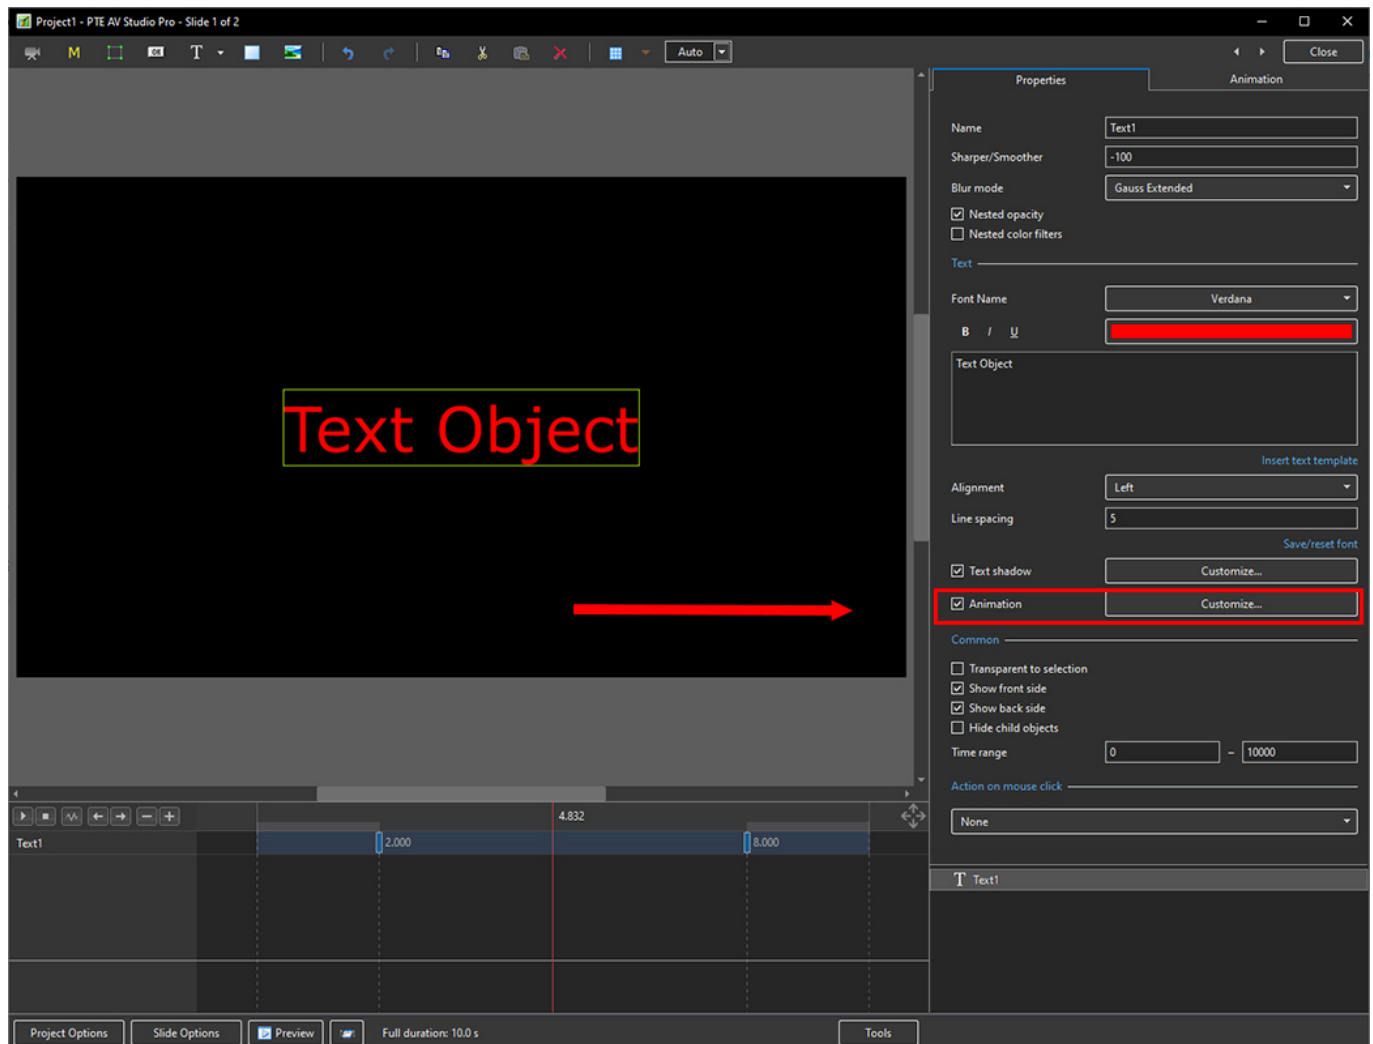 Project1 - PTE AV Studio Pro - Slide 1 of 2
M OK T Auto Close
Properties Animation
Name Text1
Sharper/Smoother -100
Blur mode Gauss Extended
Nested opacity
Nested color filters
Text
Font Name Verdana
B I U
Text Object
Text Object
Insert text template
Alignment Left
Line spacing 5
Save/reset font
Text shadow Customize...
Animation Customize...
Common
Transparent to selection
Show front side
Show back side
Hide child objects
Time range 0 – 10000
Action on mouse click
None
4.832
Text1 2.000 8.000
T Text1
Project Options Slide Options Preview Full duration: 10.0 s Tools